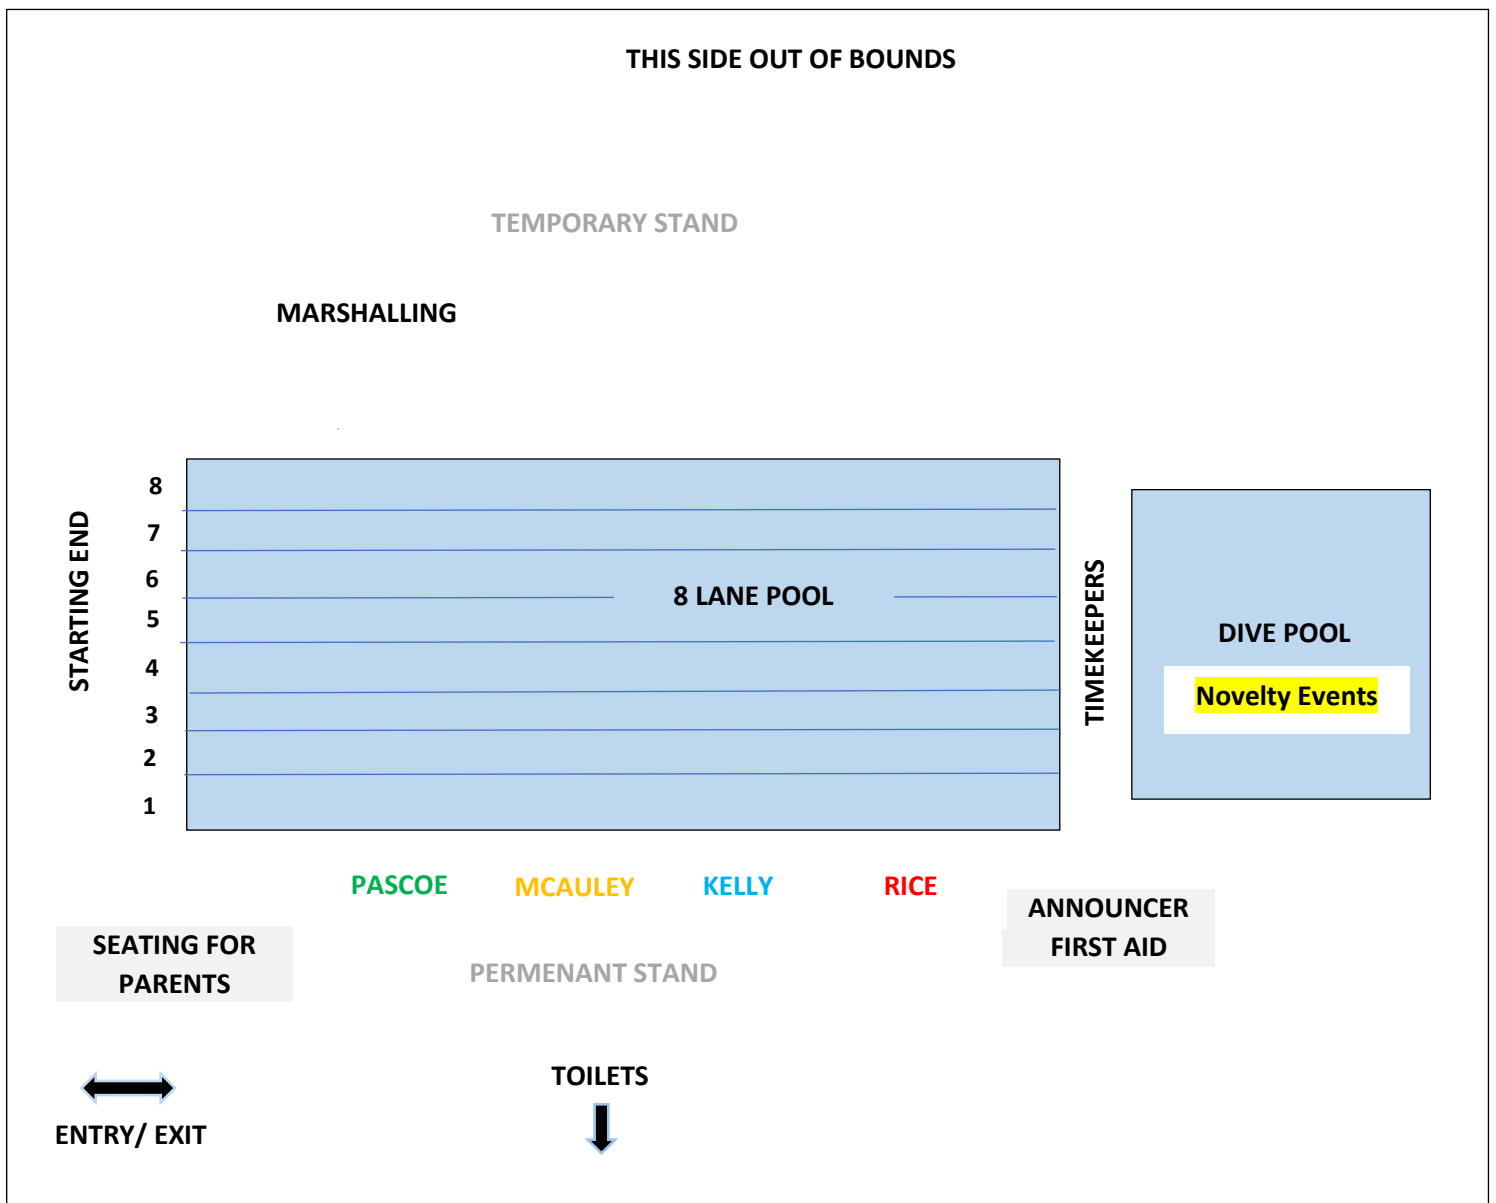 THIS SIDE OUT OF BOUNDS
TEMPORARY STAND
MARSHALLING
STARTING END
8
7
6
5
4
3
2
1
8 LANE POOL
TIMEKEEPERS
DIVE POOL
Novelty Events
PASCOE
MCAULEY
KELLY
RICE
ANNOUNCER
FIRST AID
SEATING FOR
PARENTS
PERMENANT STAND
TOILETS
ENTRY/ EXIT